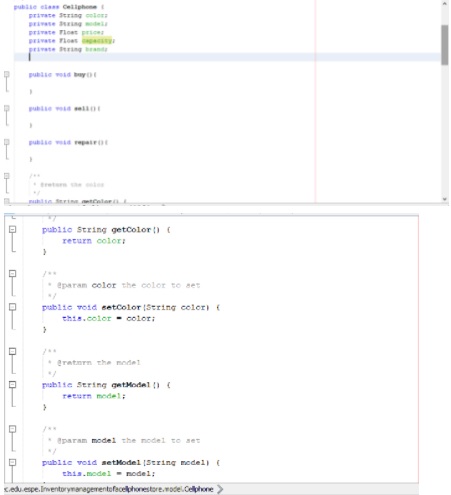 public class Cellphone {
private String color;
private String model;
private Float price;
private Float capacity;
private String brand;
public void buy(){
}
public void sell(){
}
public void repair(){
}
/**
* @return the color
*/
public String getColor() {
*/
public String getColor() {
return color;
}
/**
* @param color the color to set
*/
public void setColor(String color) {
this.color = color;
}
/**
* @return the model
*/
public String getModel() {
return model;
}
/**
* @param model the model to set
*/
public void setModel(String model) {
this.model = model;
c.edu.espe.Inventorymanagementofacellphonestore.model.Cellphone